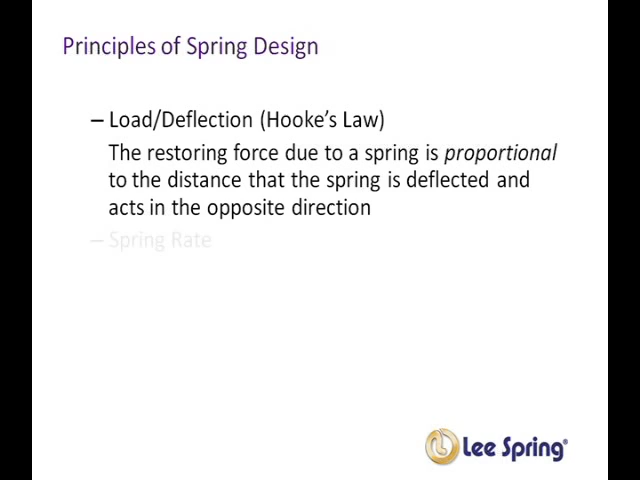 Principles of Spring Design
– Load/Deflection (Hooke's Law)
The restoring force due to a spring is proportional
to the distance that the spring is deflected and
acts in the opposite direction
– Spring Rate
Lee Spring®